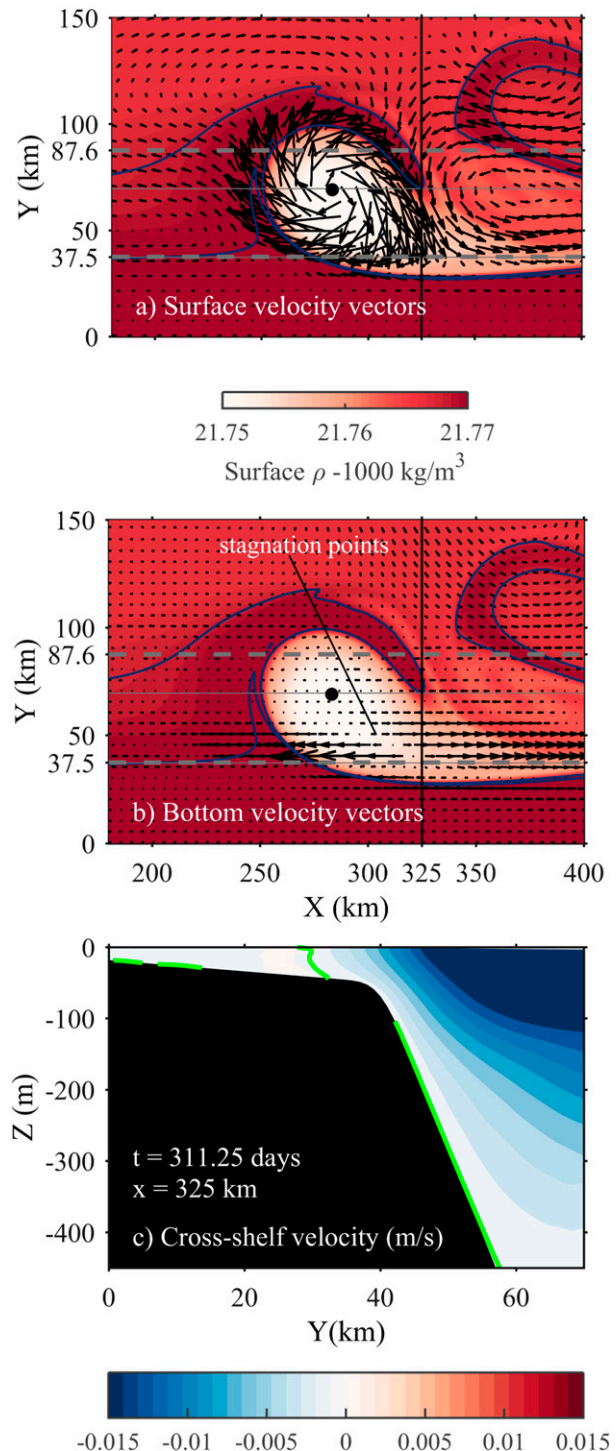 150
100
87.6
50
37.5
0
Y (km)
a) Surface velocity vectors
21.75 21.76 21.77
Surface ρ -1000 kg/m³
150
stagnation points
100
87.6
50
37.5
0
Y (km)
b) Bottom velocity vectors
200 250 300 325 350 400
X (km)
0
-100
-200
-300
-400
Z (m)
t = 311.25 days
x = 325 km
c) Cross-shelf velocity (m/s)
0 20 40 60
Y(km)
-0.015 -0.01 -0.005 0 0.005 0.01 0.015